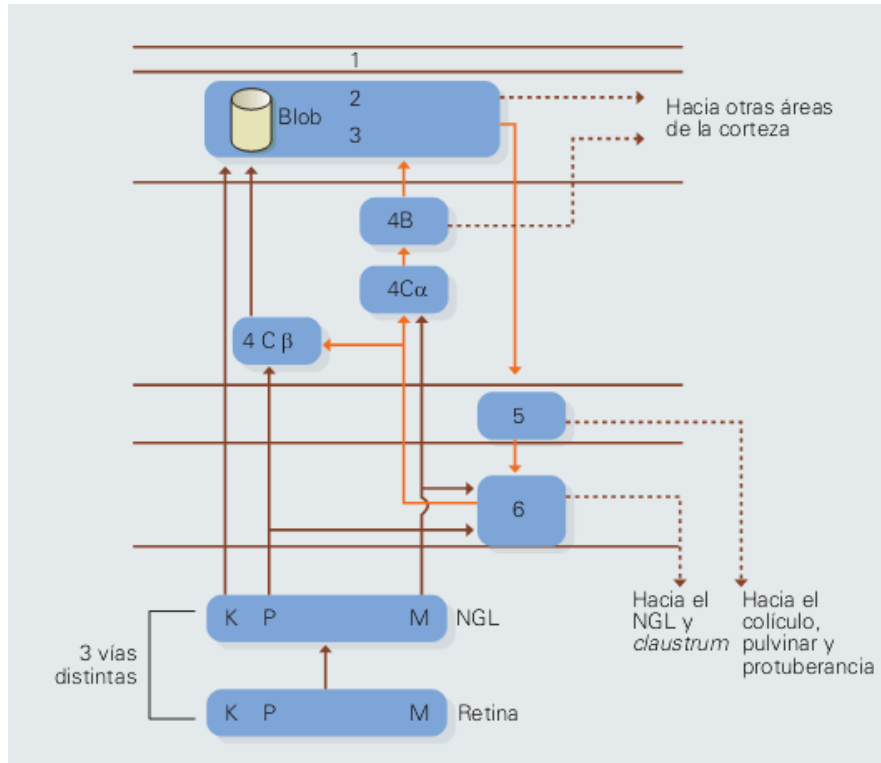 1
2
Blob
3
Hacia otras áreas
de la corteza
4B
4Cα
4 C β
5
6
K P M NGL
Hacia el
NGL y
claustrum
Hacia el
colículo,
pulvinar y
protuberancia
3 vías
distintas
K P M Retina